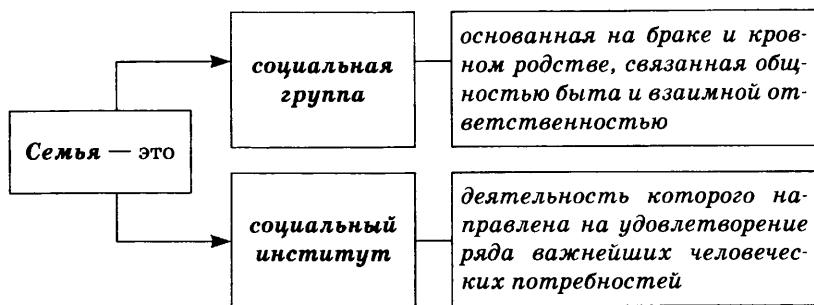 Семья — это
социальная
группа
основанная на браке и кров-
ном родстве, связанная общ-
ностью быта и взаимной от-
ветственностью
социальный
институт
деятельность которого на-
правлена на удовлетворение
ряда важнейших человечес-
ких потребностей